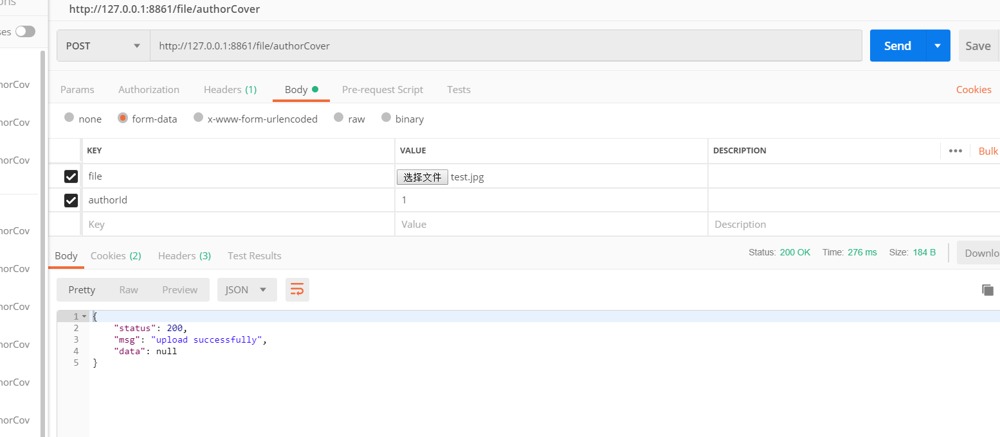 http://127.0.0.1:8861/file/authorCover
POST http://127.0.0.1:8861/file/authorCover Send Save
Params Authorization Headers (1) Body Pre-request Script Tests Cookies
none form-data x-www-form-urlencoded raw binary
KEY VALUE DESCRIPTION ••• Bulk
file 选择文件 test.jpg
authorId 1
Key Value Description
Body Cookies (2) Headers (3) Test Results Status: 200 OK Time: 276 ms Size: 184 B Downlo
Pretty Raw Preview JSON
1 {
2 "status": 200,
3 "msg": "upload successfully",
4 "data": null
5 }
horCov
horCov
horCov
horCov
horCov
horCov
horCov
horCov
horCov